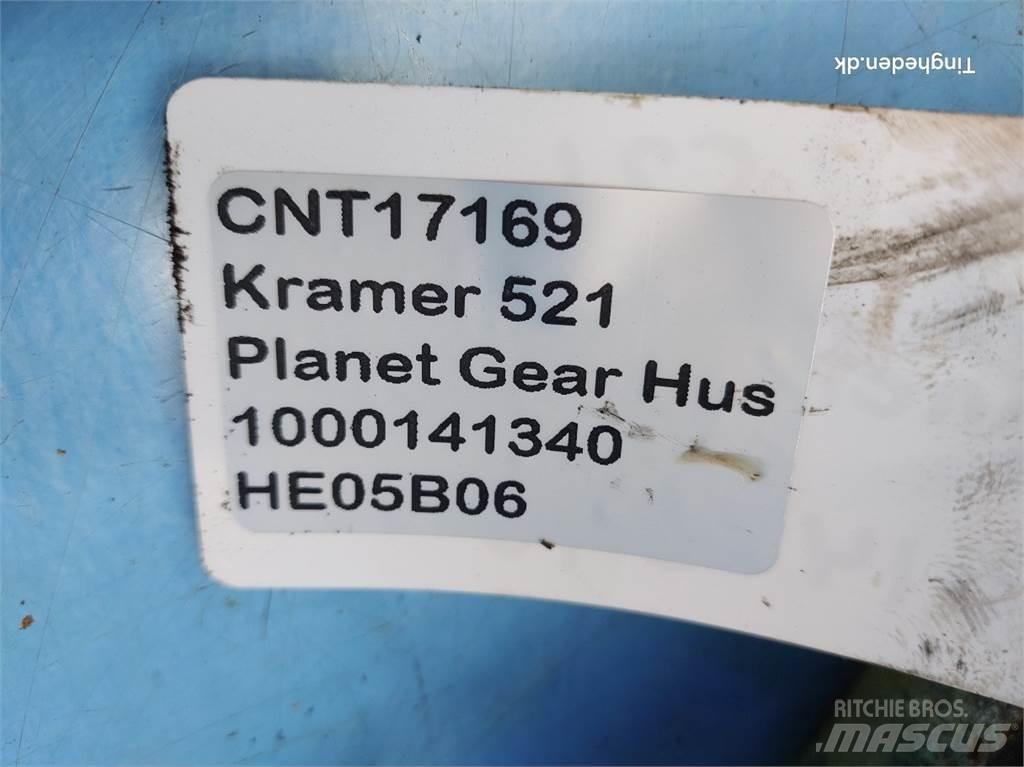 Tingheden.dk
CNT17169
Kramer 521
Planet Gear Hus
1000141340
HE05B06
RITCHIE BROS.
MASCUS